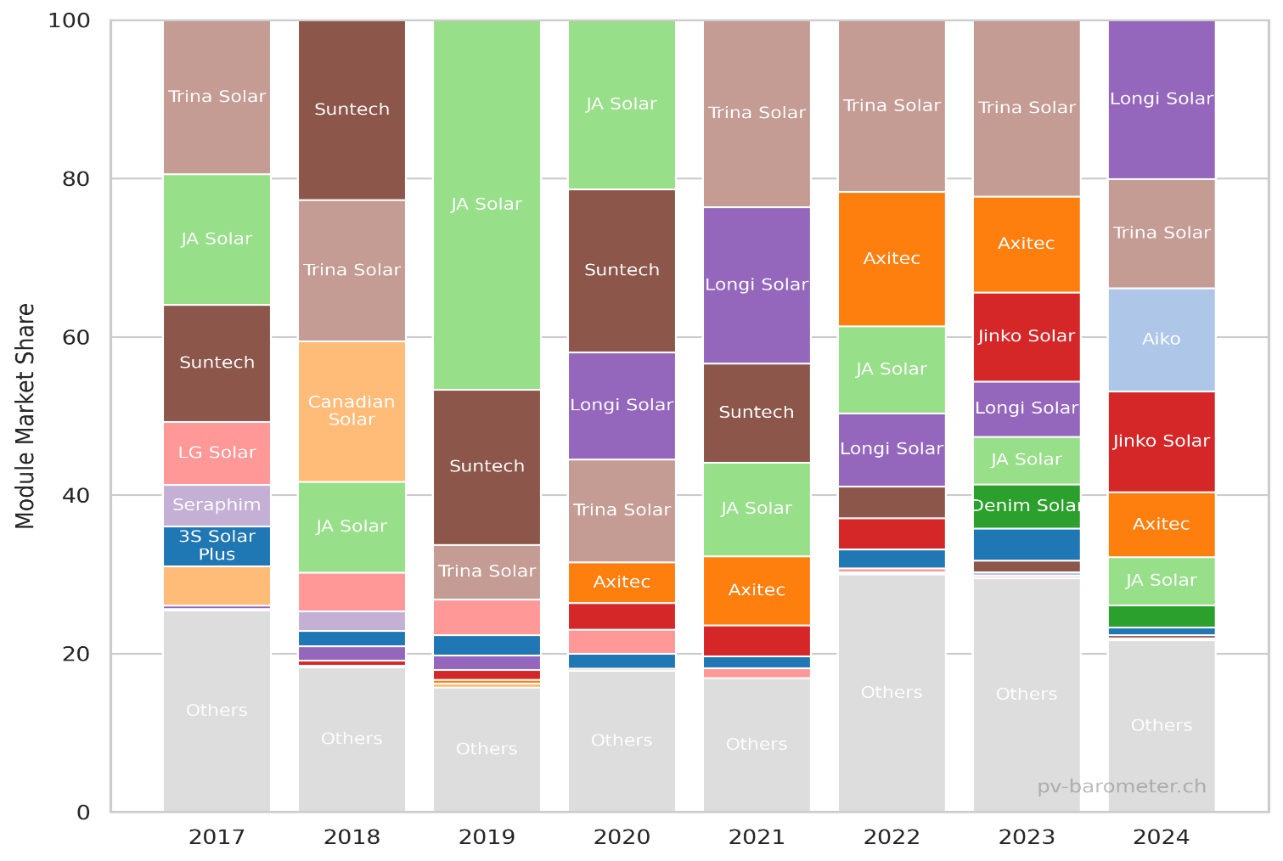 100
80
60
40
20
0
Module Market Share
Trina Solar
JA Solar
Suntech
LG Solar
Seraphim
3S Solar
Plus
Others
2017
Suntech
Trina Solar
Canadian
Solar
JA Solar
Others
2018
JA Solar
Suntech
Trina Solar
Others
2019
JA Solar
Suntech
Longi Solar
Trina Solar
Axitec
Others
2020
Trina Solar
Longi Solar
Suntech
JA Solar
Axitec
Others
2021
Trina Solar
Axitec
JA Solar
Longi Solar
Others
2022
Trina Solar
Axitec
Jinko Solar
Longi Solar
JA Solar
Denim Solar
Others
2023
Longi Solar
Trina Solar
Aiko
Jinko Solar
Axitec
JA Solar
Others
2024
pv-barometer.ch